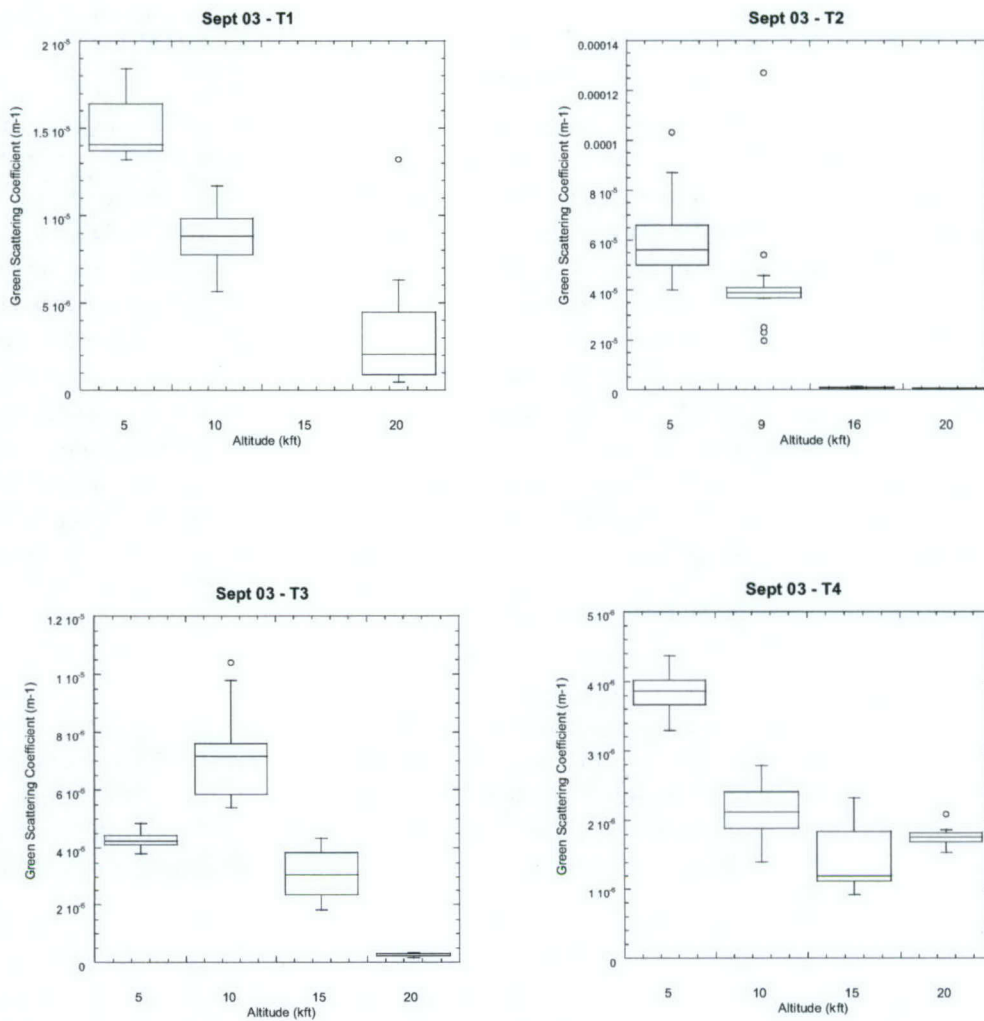 Sept 03 - T1
Green Scattering Coefficient (m-1)
2 10⁻⁵
1.5 10⁻⁵
1 10⁻⁵
5 10⁻⁶
0
5 10 15 20
Altitude (kft)
Sept 03 - T2
Green Scattering Coefficient (m-1)
0.00014
0.00012
0.0001
8 10⁻⁵
6 10⁻⁵
4 10⁻⁵
2 10⁻⁵
0
5 9 16 20
Altitude (kft)
Sept 03 - T3
Green Scattering Coefficient (m-1)
1.2 10⁻⁵
1 10⁻⁵
8 10⁻⁶
6 10⁻⁶
4 10⁻⁶
2 10⁻⁶
0
5 10 15 20
Altitude (kft)
Sept 03 - T4
Green Scattering Coefficient (m-1)
5 10⁻⁶
4 10⁻⁶
3 10⁻⁶
2 10⁻⁶
1 10⁻⁶
0
5 10 15 20
Altitude (kft)